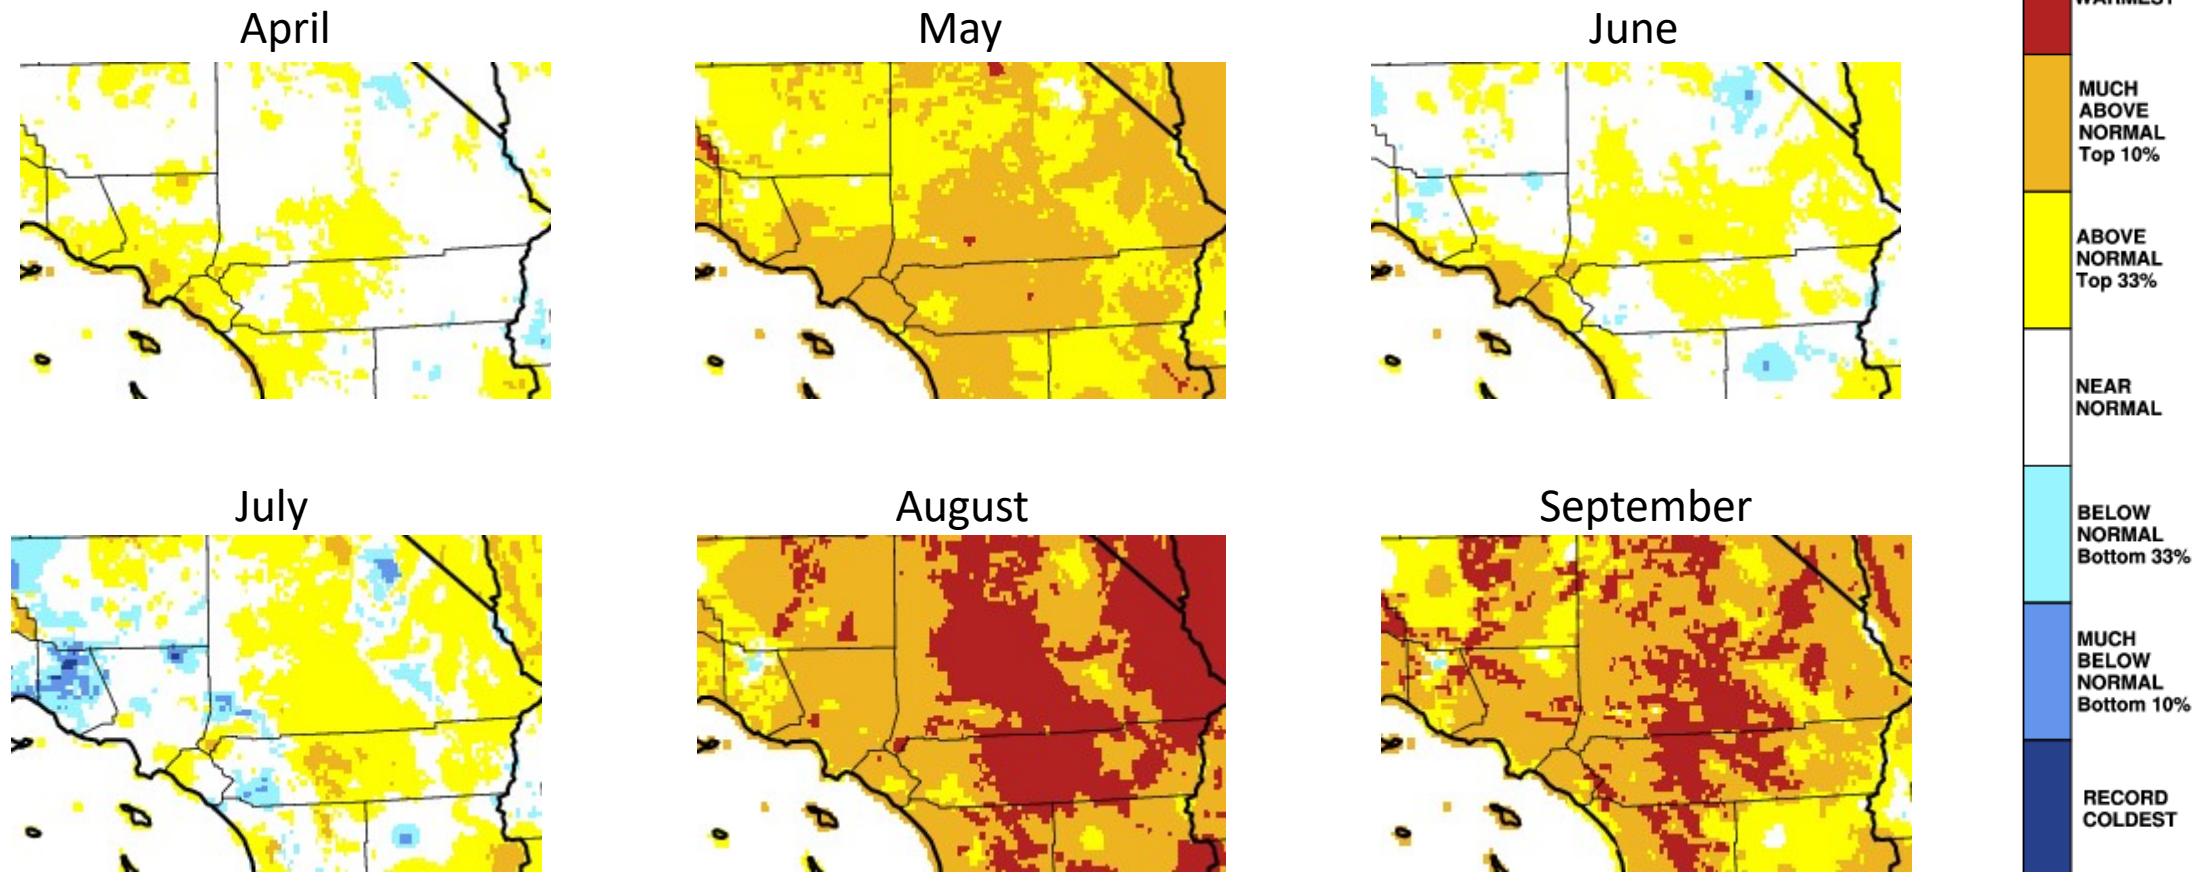 April
May
June
July
August
September
WARMEST
MUCH
ABOVE
NORMAL
Top 10%
ABOVE
NORMAL
Top 33%
NEAR
NORMAL
BELOW
NORMAL
Bottom 33%
MUCH
BELOW
NORMAL
Bottom 10%
RECORD
COLDEST